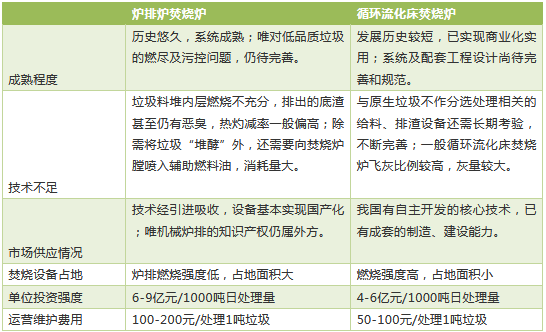 炉排炉焚烧炉 循环流化床焚烧炉
成熟程度
历史悠久，系统成熟；唯对低品质垃圾
的燃尽及污控问题，仍待完善。
发展历史较短，已实现商业化实
用；系统及配套工程设计尚待完
善和规范。
技术不足
垃圾料堆内层燃烧不充分，排出的底渣
甚至仍有恶臭，热灼减率一般偏高；除
需将垃圾“堆酵”外，还需要向焚烧炉
膛喷入辅助燃料油，消耗量大。
与原生垃圾不作分选处理相关的
给料、排渣设备还需长期考验，
不断完善；一般循环流化床焚烧
炉飞灰比例较高，灰量较大。
市场供应情况
技术经引进吸收，设备基本实现国产化
；唯机械炉排的知识产权仍属外方。
我国有自主开发的核心技术，已
有成套的制造、建设能力。
焚烧设备占地 炉排燃烧强度低，占地面积大 燃烧强度高，占地面积小
单位投资强度 6-9亿元/1000吨日处理量 4-6亿元/1000吨日处理量
运营维护费用 100-200元/处理1吨垃圾 50-100元/处理1吨垃圾